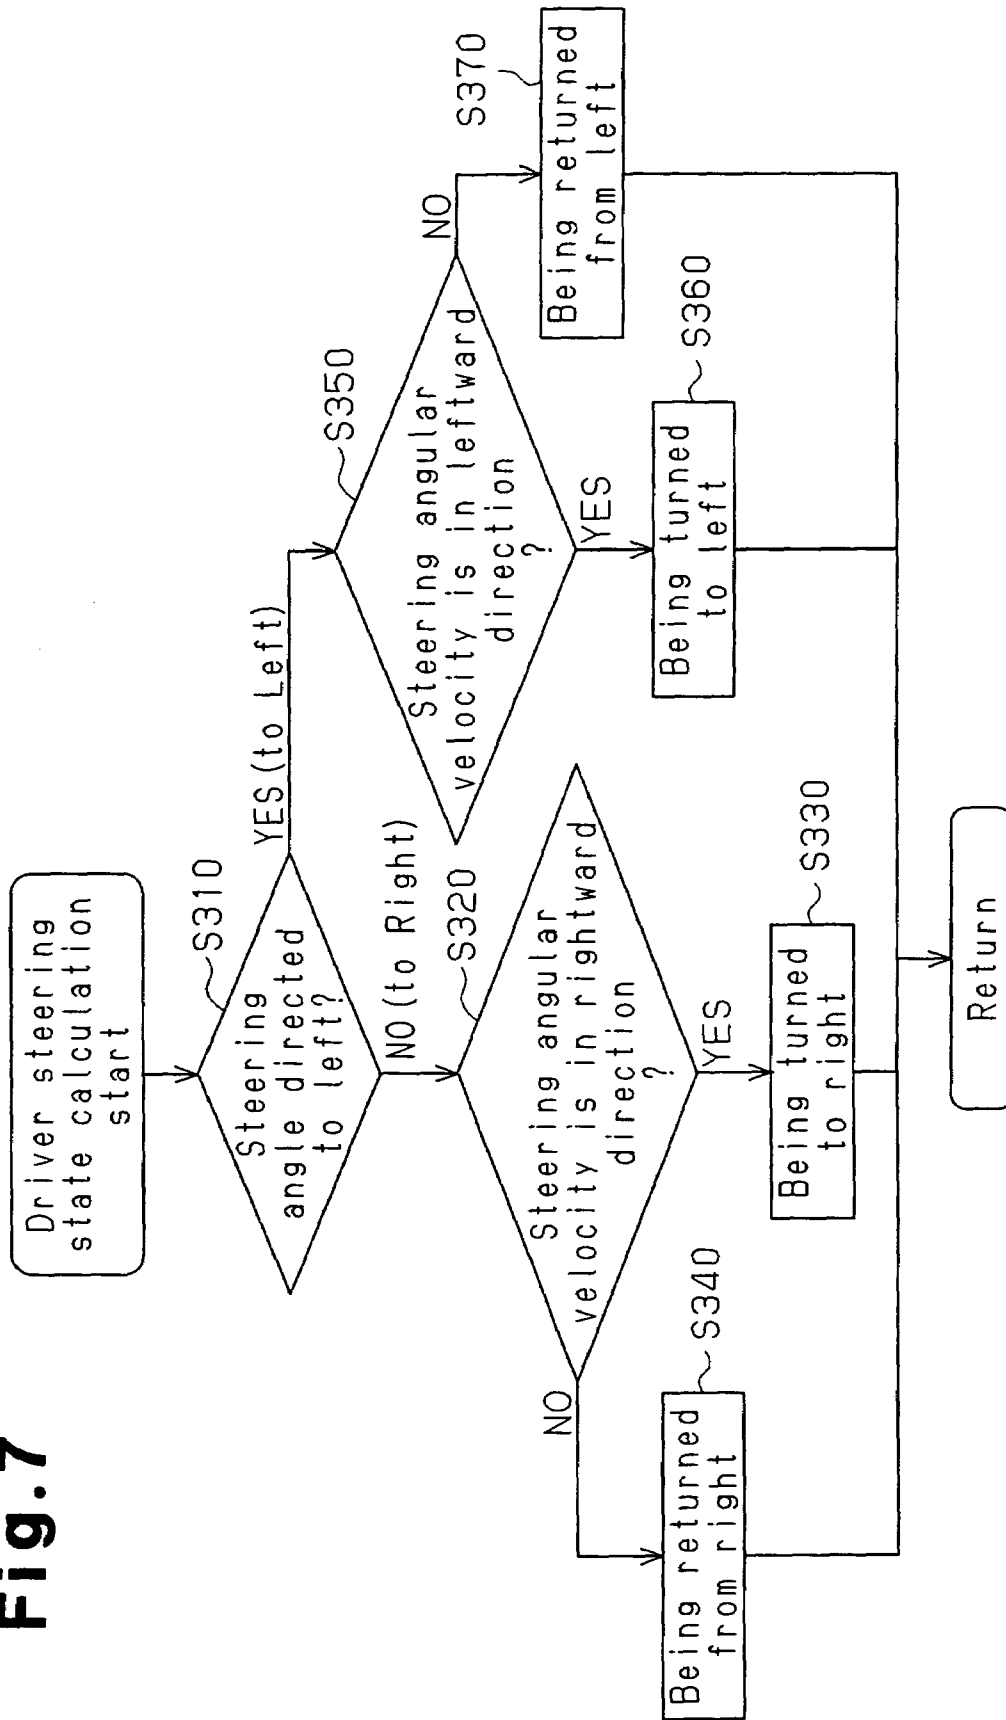 Fig.7
Driver steering
state calculation
start
S310
Steering
angle directed
to left?
YES(to Left)
NO(to Right)
S320
Steering angular
velocity is in rightward
direction
?
NO
YES
S340
Being returned
from right
S330
Being turned
to right
S350
Steering angular
velocity is in leftward
direction
?
NO
YES
S360
Being turned
to left
S370
Being returned
from left
Return